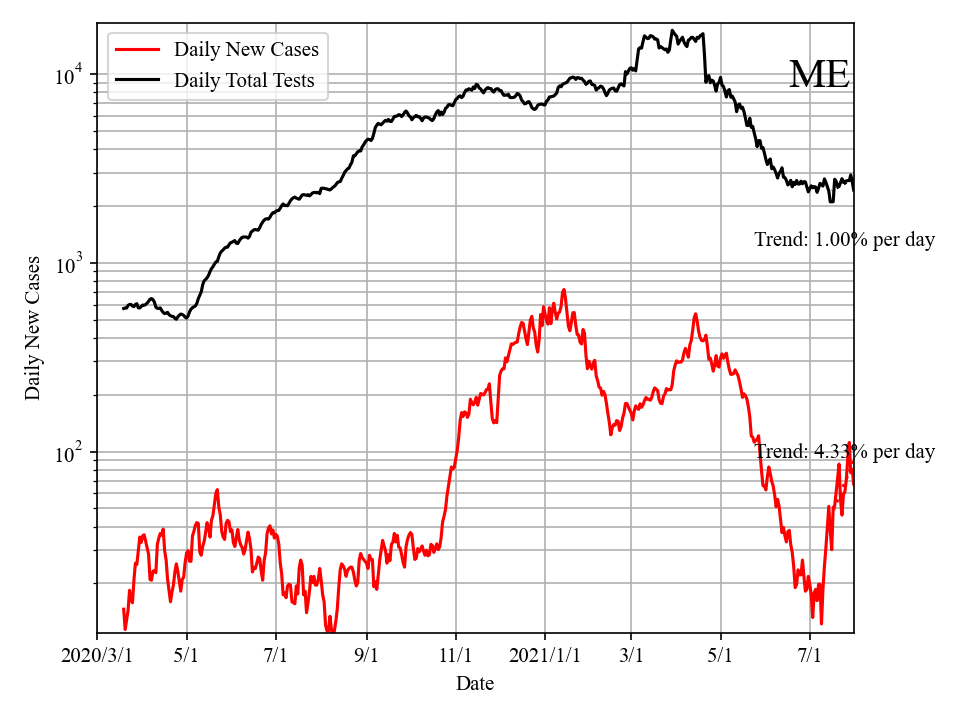 Daily New Cases
Daily Total Tests
ME
10^4
10^3
10^2
Trend: 1.00% per day
Trend: 4.33% per day
Daily New Cases
2020/3/1 5/1 7/1 9/1 11/1 2021/1/1 3/1 5/1 7/1
Date